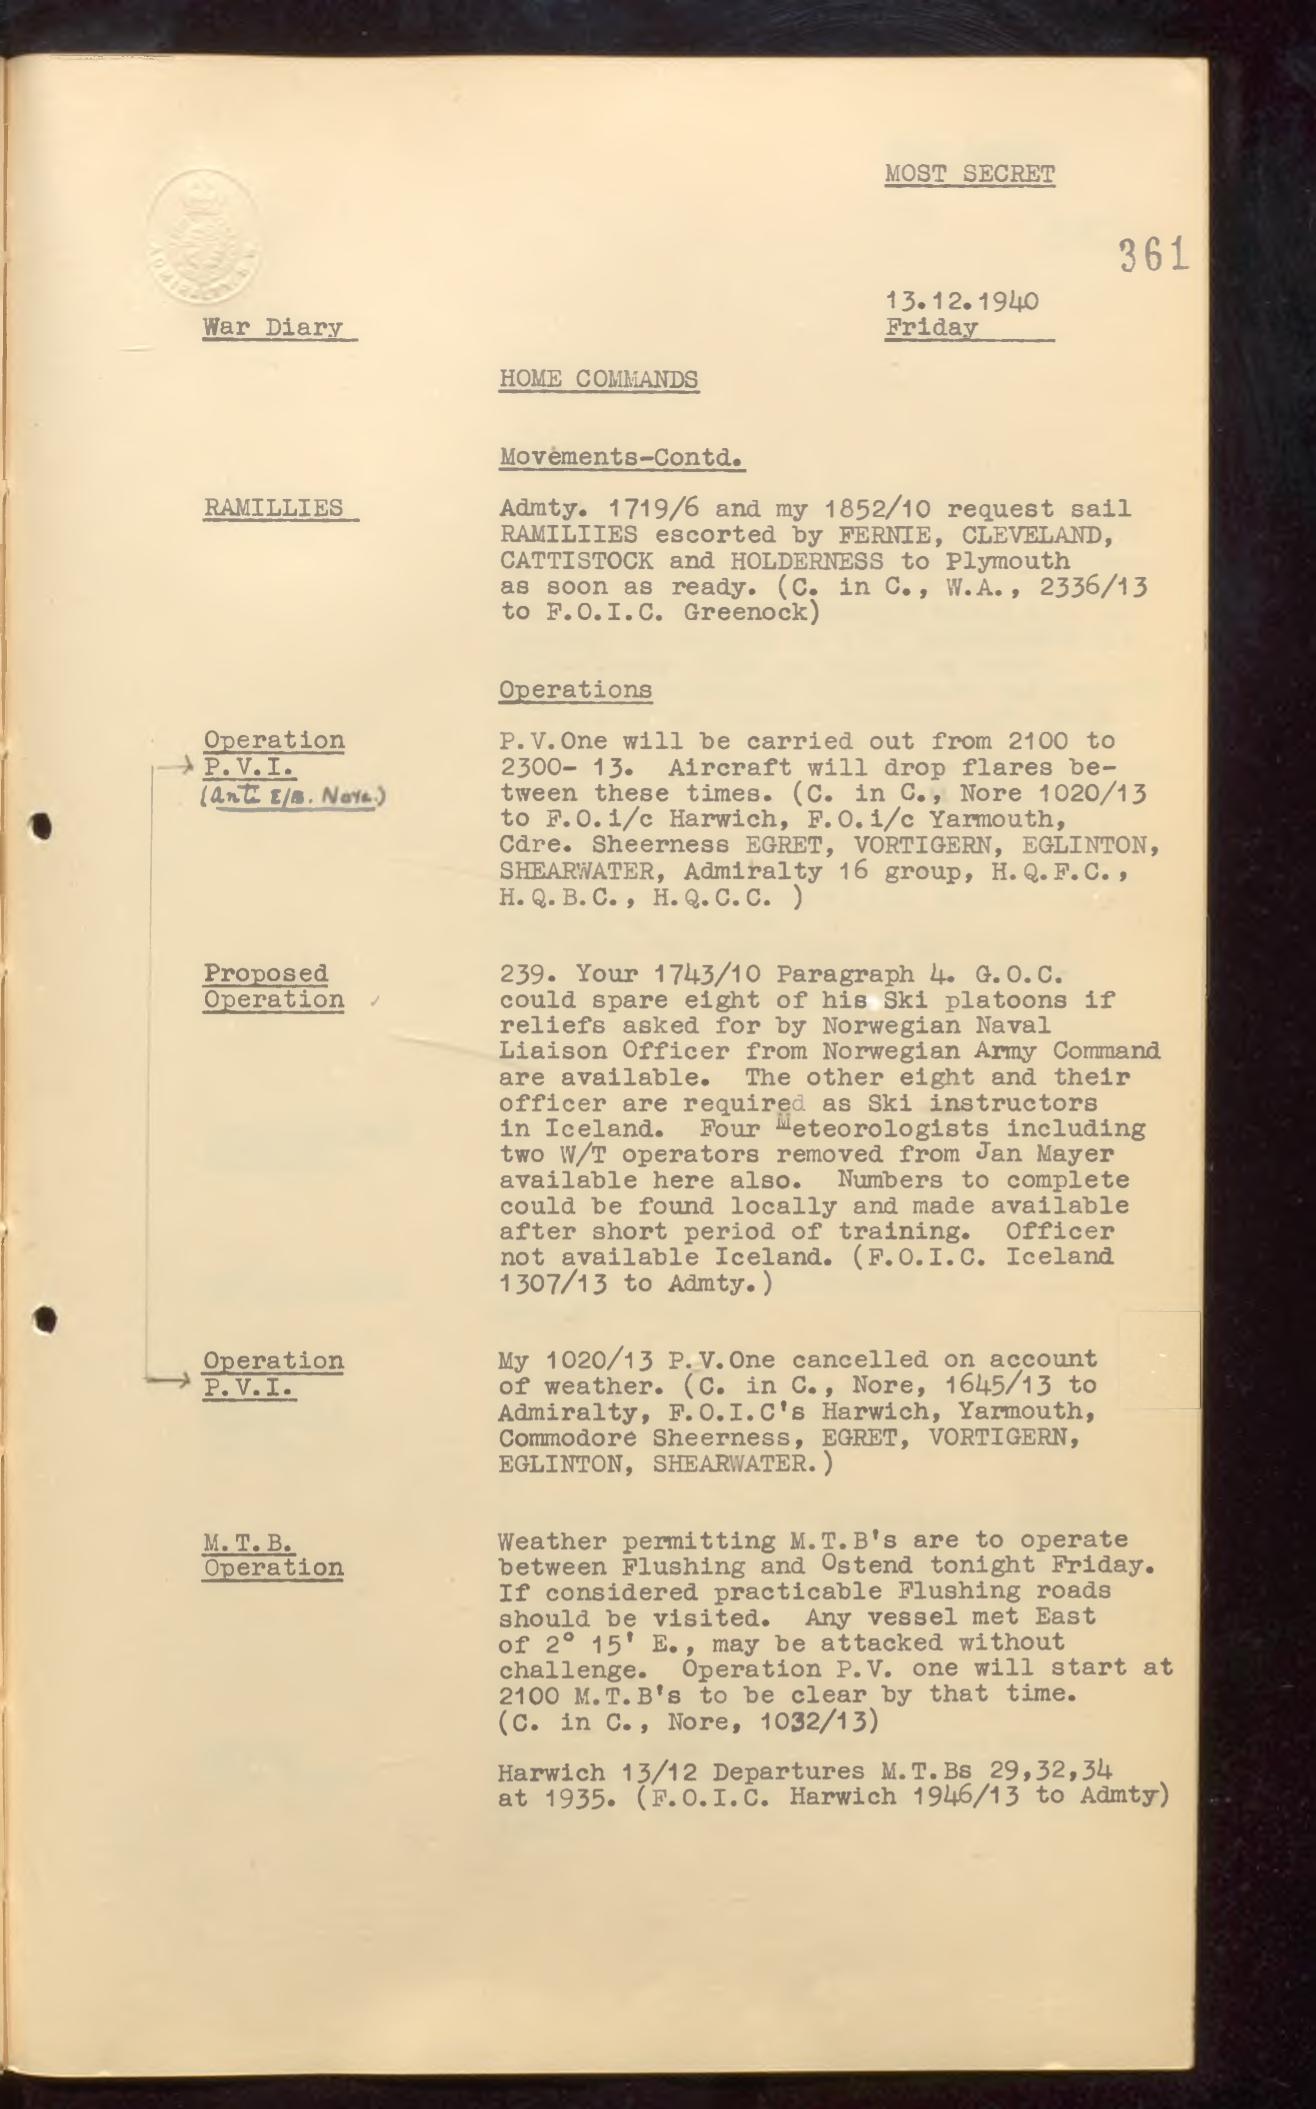 MOST SECRET
361
13.12.1940
War Diary
Friday
HOME COMMANDS
Movements-Contd.
RAMILLIES
Admty. 1719/6 and my 1852/10 request sail
RAMILIIES escorted by FERNIE, CLEVELAND,
CATTISTOCK and HOLDERNESS to Plymouth
as soon as ready. (C. in C., W.A., 2336/13
to F.O.I.C. Greenock)
Operations
Operation
P.V.I.
(Anti E/B. Nore.)
P.V.One will be carried out from 2100 to
2300- 13. Aircraft will drop flares be-
tween these times. (C. in C., Nore 1020/13
to F.O.i/c Harwich, F.O.i/c Yarmouth,
Cdre. Sheerness EGRET, VORTIGERN, EGLINTON,
SHEARWATER, Admiralty 16 group, H.Q.F.C.,
H.Q.B.C., H.Q.C.C. )
Proposed
Operation
239. Your 1743/10 Paragraph 4. G.O.C.
could spare eight of his Ski platoons if
reliefs asked for by Norwegian Naval
Liaison Officer from Norwegian Army Command
are available. The other eight and their
officer are required as Ski instructors
in Iceland. Four Meteorologists including
two W/T operators removed from Jan Mayer
available here also. Numbers to complete
could be found locally and made available
after short period of training. Officer
not available Iceland. (F.O.I.C. Iceland
1307/13 to Admty.)
Operation
P.V.I.
My 1020/13 P.V.One cancelled on account
of weather. (C. in C., Nore, 1645/13 to
Admiralty, F.O.I.C's Harwich, Yarmouth,
Commodore Sheerness, EGRET, VORTIGERN,
EGLINTON, SHEARWATER.)
M.T.B.
Operation
Weather permitting M.T.B's are to operate
between Flushing and Ostend tonight Friday.
If considered practicable Flushing roads
should be visited. Any vessel met East
of 2° 15' E., may be attacked without
challenge. Operation P.V. one will start at
2100 M.T.B's to be clear by that time.
(C. in C., Nore, 1032/13)
Harwich 13/12 Departures M.T.Bs 29,32,34
at 1935. (F.O.I.C. Harwich 1946/13 to Admty)